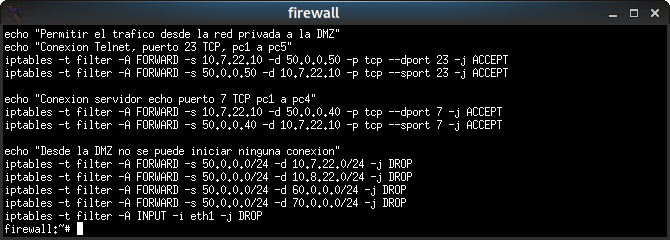 firewall
echo "Permitir el trafico desde la red privada a la DMZ"
echo "Conexion Telnet, puerto 23 TCP, pc1 a pc5"
iptables -t filter -A FORWARD -s 10.7.22.10 -d 50.0.0.50 -p tcp --dport 23 -j ACCEPT
iptables -t filter -A FORWARD -s 50.0.0.50 -d 10.7.22.10 -p tcp --sport 23 -j ACCEPT
echo "Conexion servidor echo puerto 7 TCP pc1 a pc4"
iptables -t filter -A FORWARD -s 10.7.22.10 -d 50.0.0.40 -p tcp --dport 7 -j ACCEPT
iptables -t filter -A FORWARD -s 50.0.0.40 -d 10.7.22.10 -p tcp --sport 7 -j ACCEPT
echo "Desde la DMZ no se puede iniciar ninguna conexion"
iptables -t filter -A FORWARD -s 50.0.0.0/24 -d 10.7.22.0/24 -j DROP
iptables -t filter -A FORWARD -s 50.0.0.0/24 -d 10.8.22.0/24 -j DROP
iptables -t filter -A FORWARD -s 50.0.0.0/24 -d 60.0.0.0/24 -j DROP
iptables -t filter -A FORWARD -s 50.0.0.0/24 -d 70.0.0.0/24 -j DROP
iptables -t filter -A INPUT -i eth1 -j DROP
firewall:~#